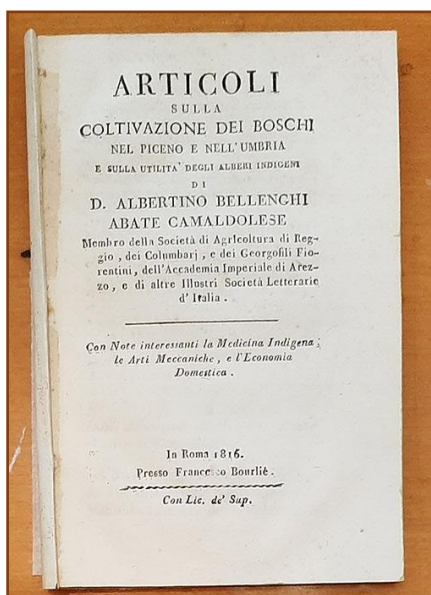 ARTICOLI
SULLA
COLTIVAZIONE DEI BOSCHI
NEL PICENO E NELL'UMBRIA
E SULLA UTILITA' DEGLI ALBERI INDIGENI
DI
D. ALBERTINO BELLENGHI
ABATE CAMALDOLESE
Membro della Società di Agricoltura di Reg-
gio, dei Columbarj, e dei Georgofili Fio-
rentini, dell'Accademia Imperiale di Arez-
zo, e di altre Illustri Società Letterarie
d'Italia.
Con Note interessanti la Medicina Indigena;
le Arti Meccaniche, e l'Economia
Domestica.
In Roma 1816.
Presso Francesco Bourliè.
Con Lic. de' Sup.